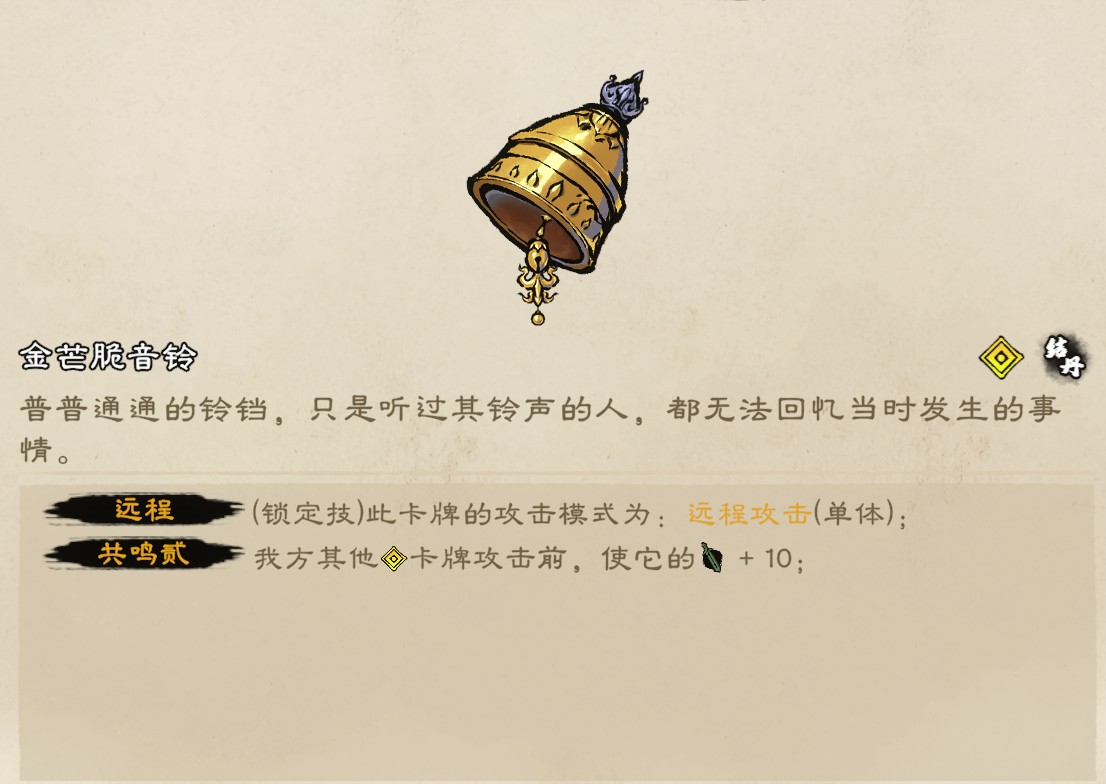 金芒脆音铃
结丹
普普通通的铃铛，只是听过其铃声的人，都无法回忆当时发生的事
情。
远程 (锁定技)此卡牌的攻击模式为：远程攻击(单体)；
共鸣贰 我方其他卡牌攻击前，使它的 + 10；